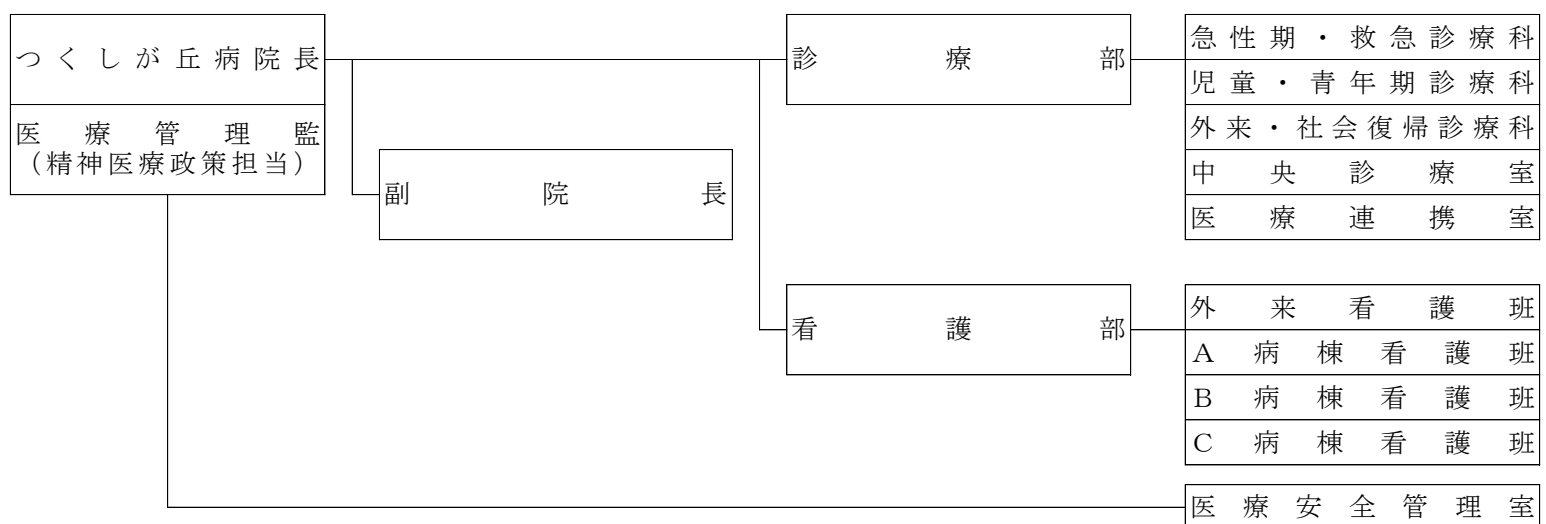 つくしが丘病院長
医療管理監
（精神医療政策担当）
副院長
診療部
急性期・救急診療科
児童・青年期診療科
外来・社会復帰診療科
中央診療室
医療連携室
看護部
外来看護班
A病棟看護班
B病棟看護班
C病棟看護班
医療安全管理室